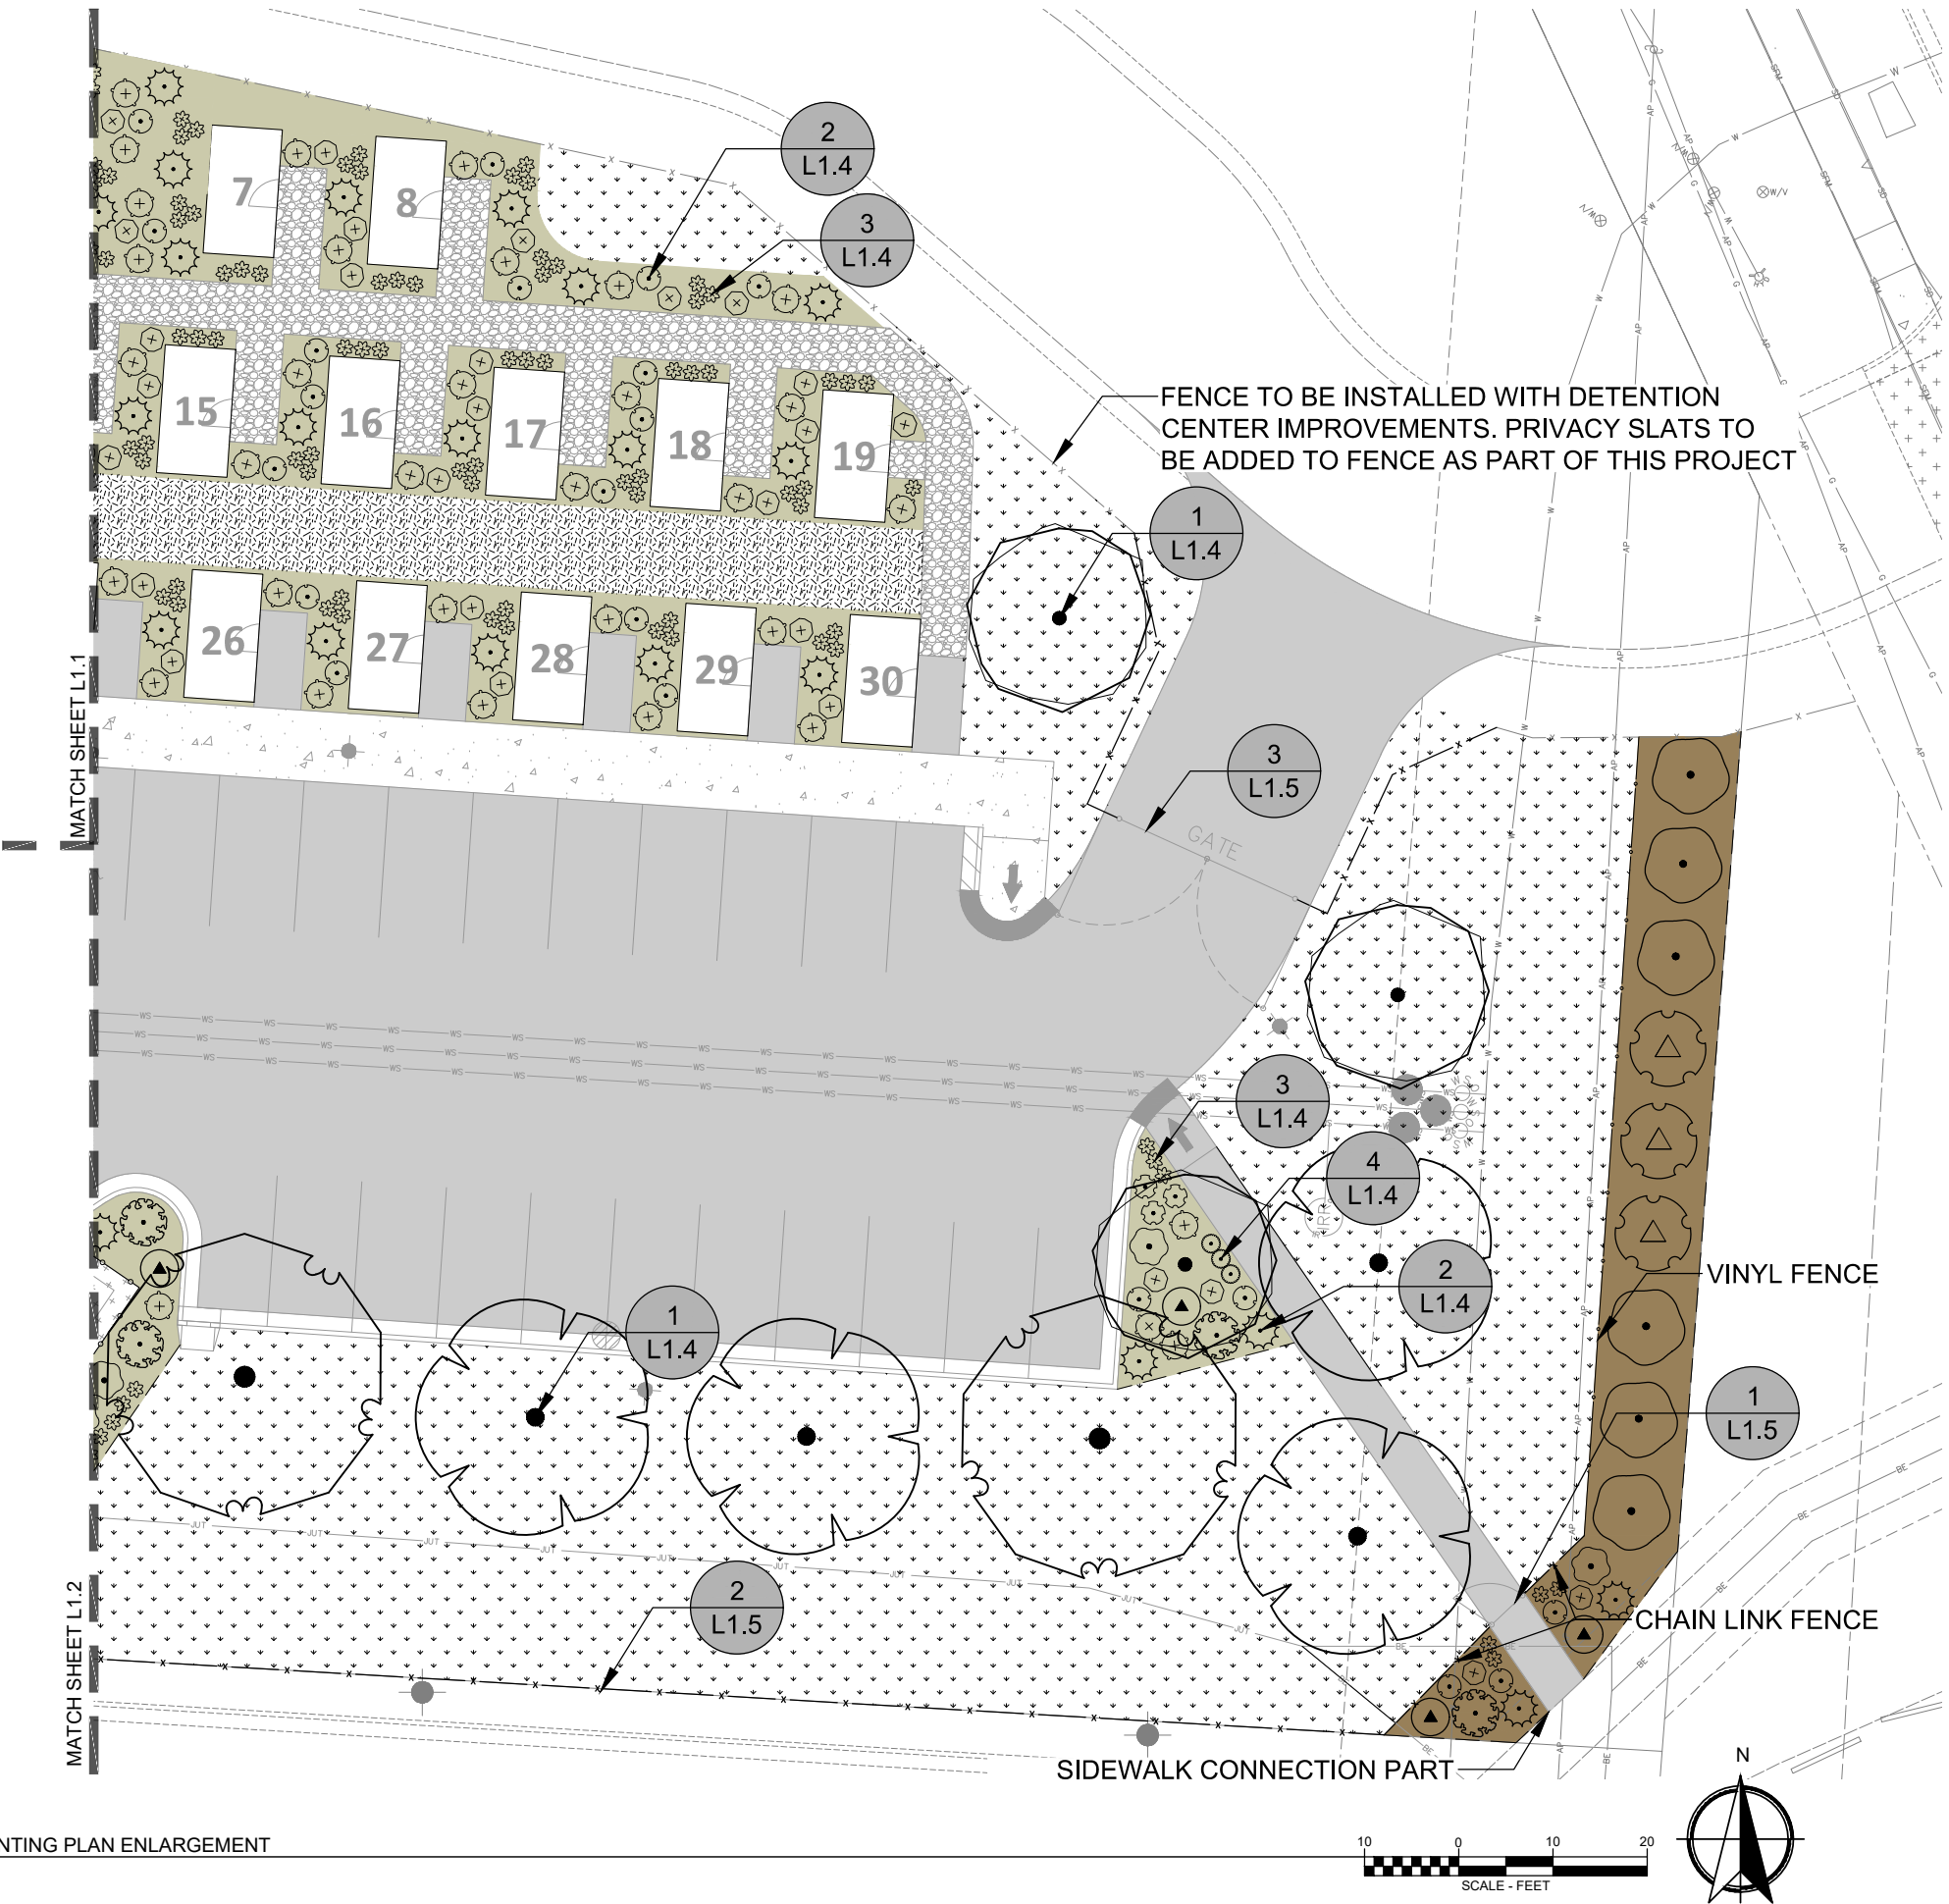 2
L1.4
3
L1.4
7
8
FENCE TO BE INSTALLED WITH DETENTION
CENTER IMPROVEMENTS. PRIVACY SLATS TO
BE ADDED TO FENCE AS PART OF THIS PROJECT
15
16
17
18
19
1
L1.4
26
27
28
29
30
MATCH SHEET L1.1
3
L1.5
GATE
3
L1.4
4
L1.4
IRR
2
L1.4
VINYL FENCE
1
L1.4
1
L1.5
2
L1.5
CHAIN LINK FENCE
MATCH SHEET L1.2
SIDEWALK CONNECTION PART
N
NTING PLAN ENLARGEMENT
10 0 10 20
SCALE - FEET